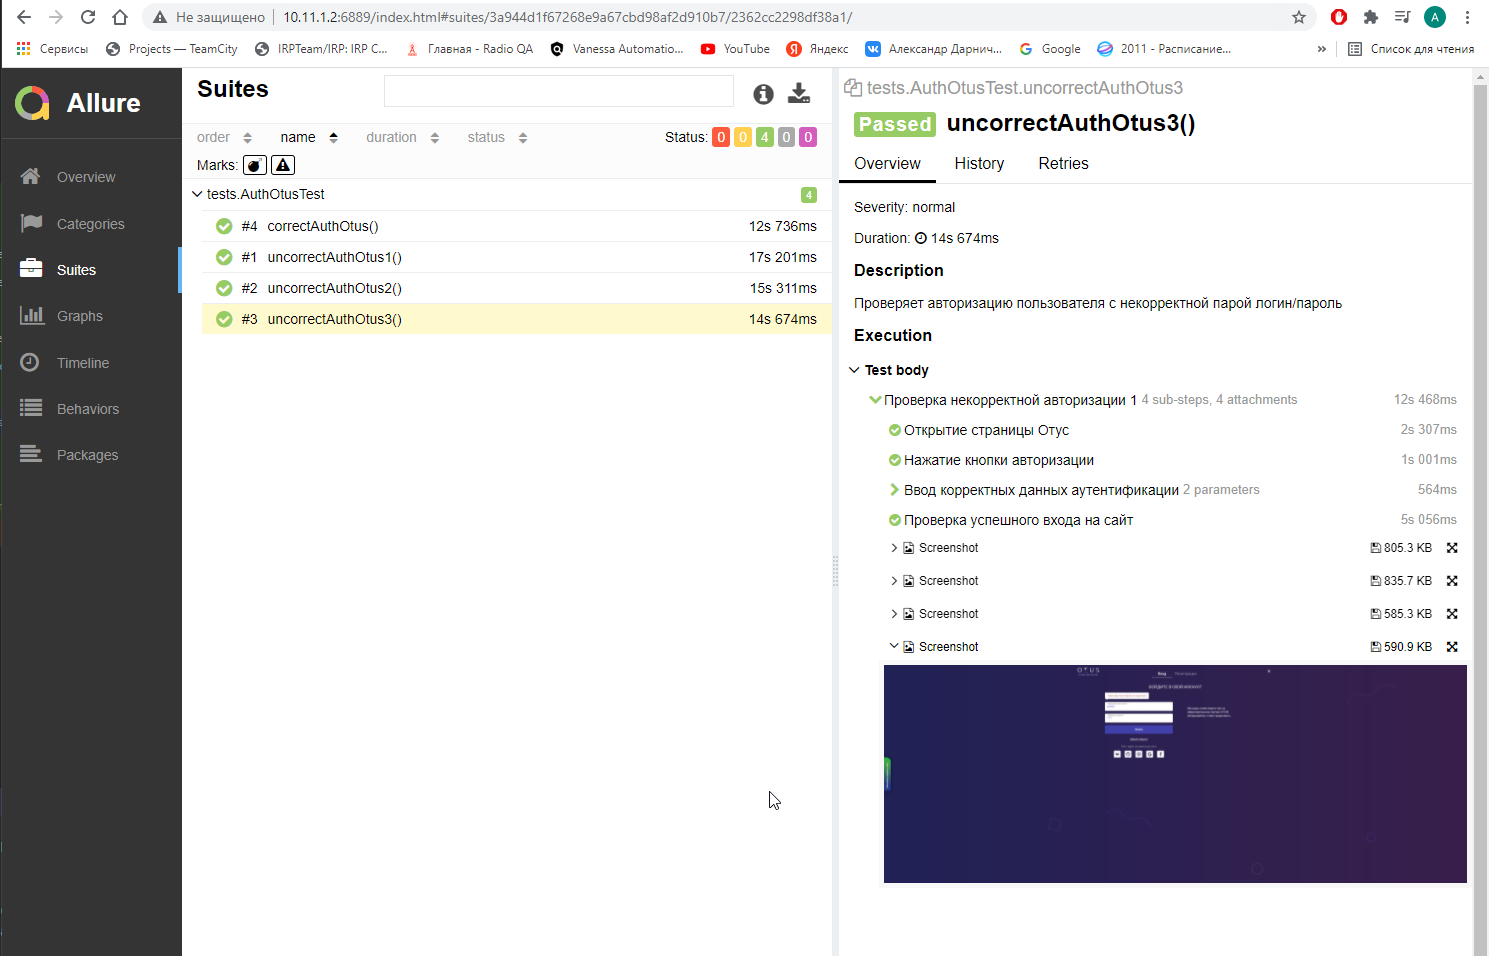 Не защищено 10.11.1.2:6889/index.html#suites/3a944d1f67268e9a67cbd98af2d910b7/2362cc2298df38a1/
A
Сервисы Projects — TeamCity IRPTeam/IRP: IRP C... Главная - Radio QA Vanessa Automatio... YouTube Яндекс Александр Дарнич... Google 2011 - Расписание... » Список для чтения
Allure
Overview
Categories
Suites
Graphs
Timeline
Behaviors
Packages
Suites
order name duration status Status: 0 0 4 0 0
Marks:
tests.AuthOtusTest 4
#4 correctAuthOtus() 12s 736ms
#1 uncorrectAuthOtus1() 17s 201ms
#2 uncorrectAuthOtus2() 15s 311ms
#3 uncorrectAuthOtus3() 14s 674ms
tests.AuthOtusTest.uncorrectAuthOtus3
Passed uncorrectAuthOtus3()
Overview History Retries
Severity: normal
Duration: 14s 674ms
Description
Проверяет авторизацию пользователя с некорректной парой логин/пароль
Execution
Test body
Проверка некорректной авторизации 1 4 sub-steps, 4 attachments 12s 468ms
Открытие страницы Отус 2s 307ms
Нажатие кнопки авторизации 1s 001ms
Ввод корректных данных аутентификации 2 parameters 564ms
Проверка успешного входа на сайт 5s 056ms
Screenshot 805.3 KB
Screenshot 835.7 KB
Screenshot 585.3 KB
Screenshot 590.9 KB
OTUS
Вход Регистрация
ВОЙДИТЕ В СВОЙ АККАУНТ